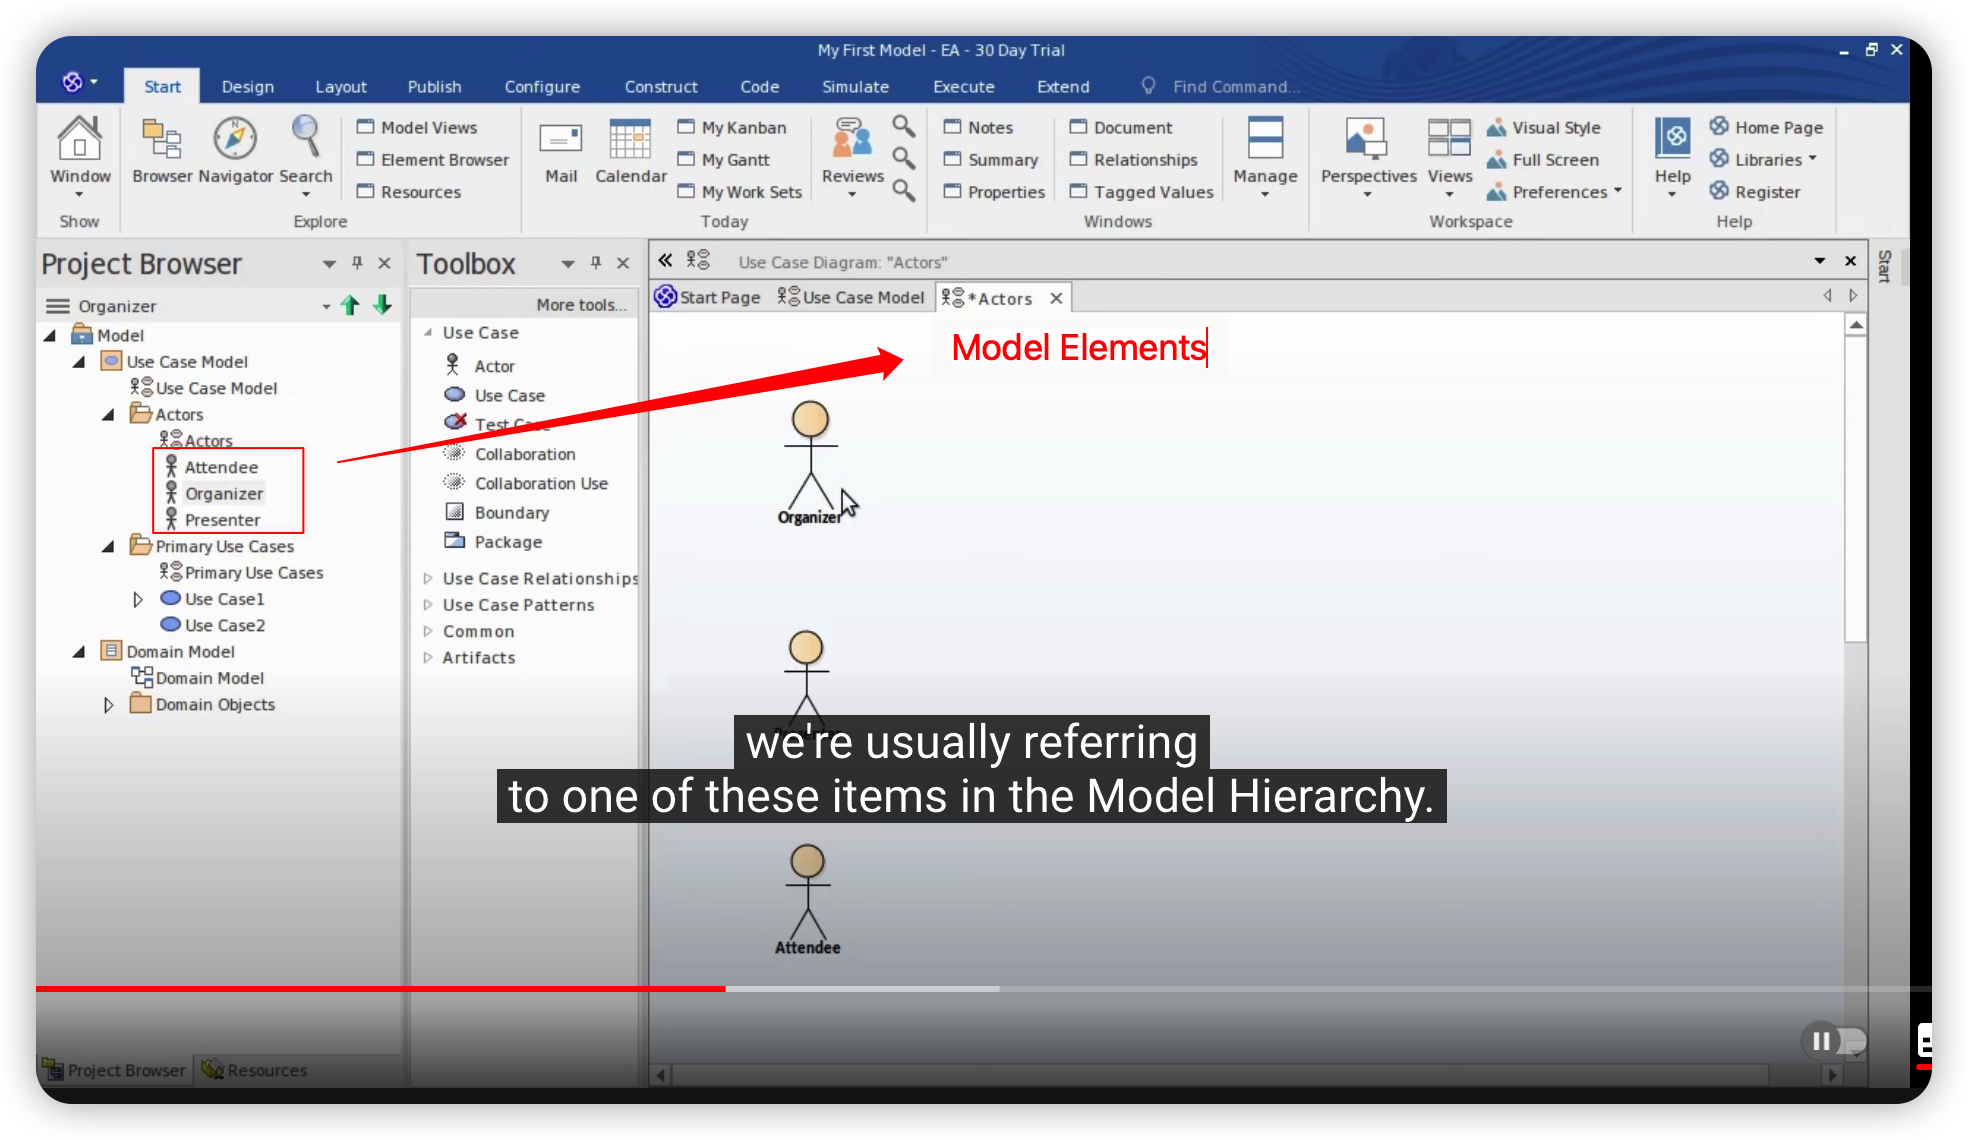 My First Model - EA - 30 Day Trial
Start Design Layout Publish Configure Construct Code Simulate Execute Extend Find Command...
Window
Show
Browser Navigator Search
Model Views
Element Browser
Resources
Explore
Mail Calendar
My Kanban
My Gantt
My Work Sets
Today
Reviews
Notes
Summary
Properties
Document
Relationships
Tagged Values
Windows
Manage
Perspectives Views
Visual Style
Full Screen
Preferences
Workspace
Help
Home Page
Libraries
Register
Help
Project Browser
Organizer
Model
Use Case Model
Use Case Model
Actors
Actors
Attendee
Organizer
Presenter
Primary Use Cases
Primary Use Cases
Use Case1
Use Case2
Domain Model
Domain Model
Domain Objects
Project Browser Resources
Toolbox
More tools...
Use Case
Actor
Use Case
Test Case
Collaboration
Collaboration Use
Boundary
Package
Use Case Relationships
Use Case Patterns
Common
Artifacts
Use Case Diagram: "Actors"
Start Page Use Case Model *Actors
Model Elements
Organizer
we're usually referring
to one of these items in the Model Hierarchy.
Attendee
Start